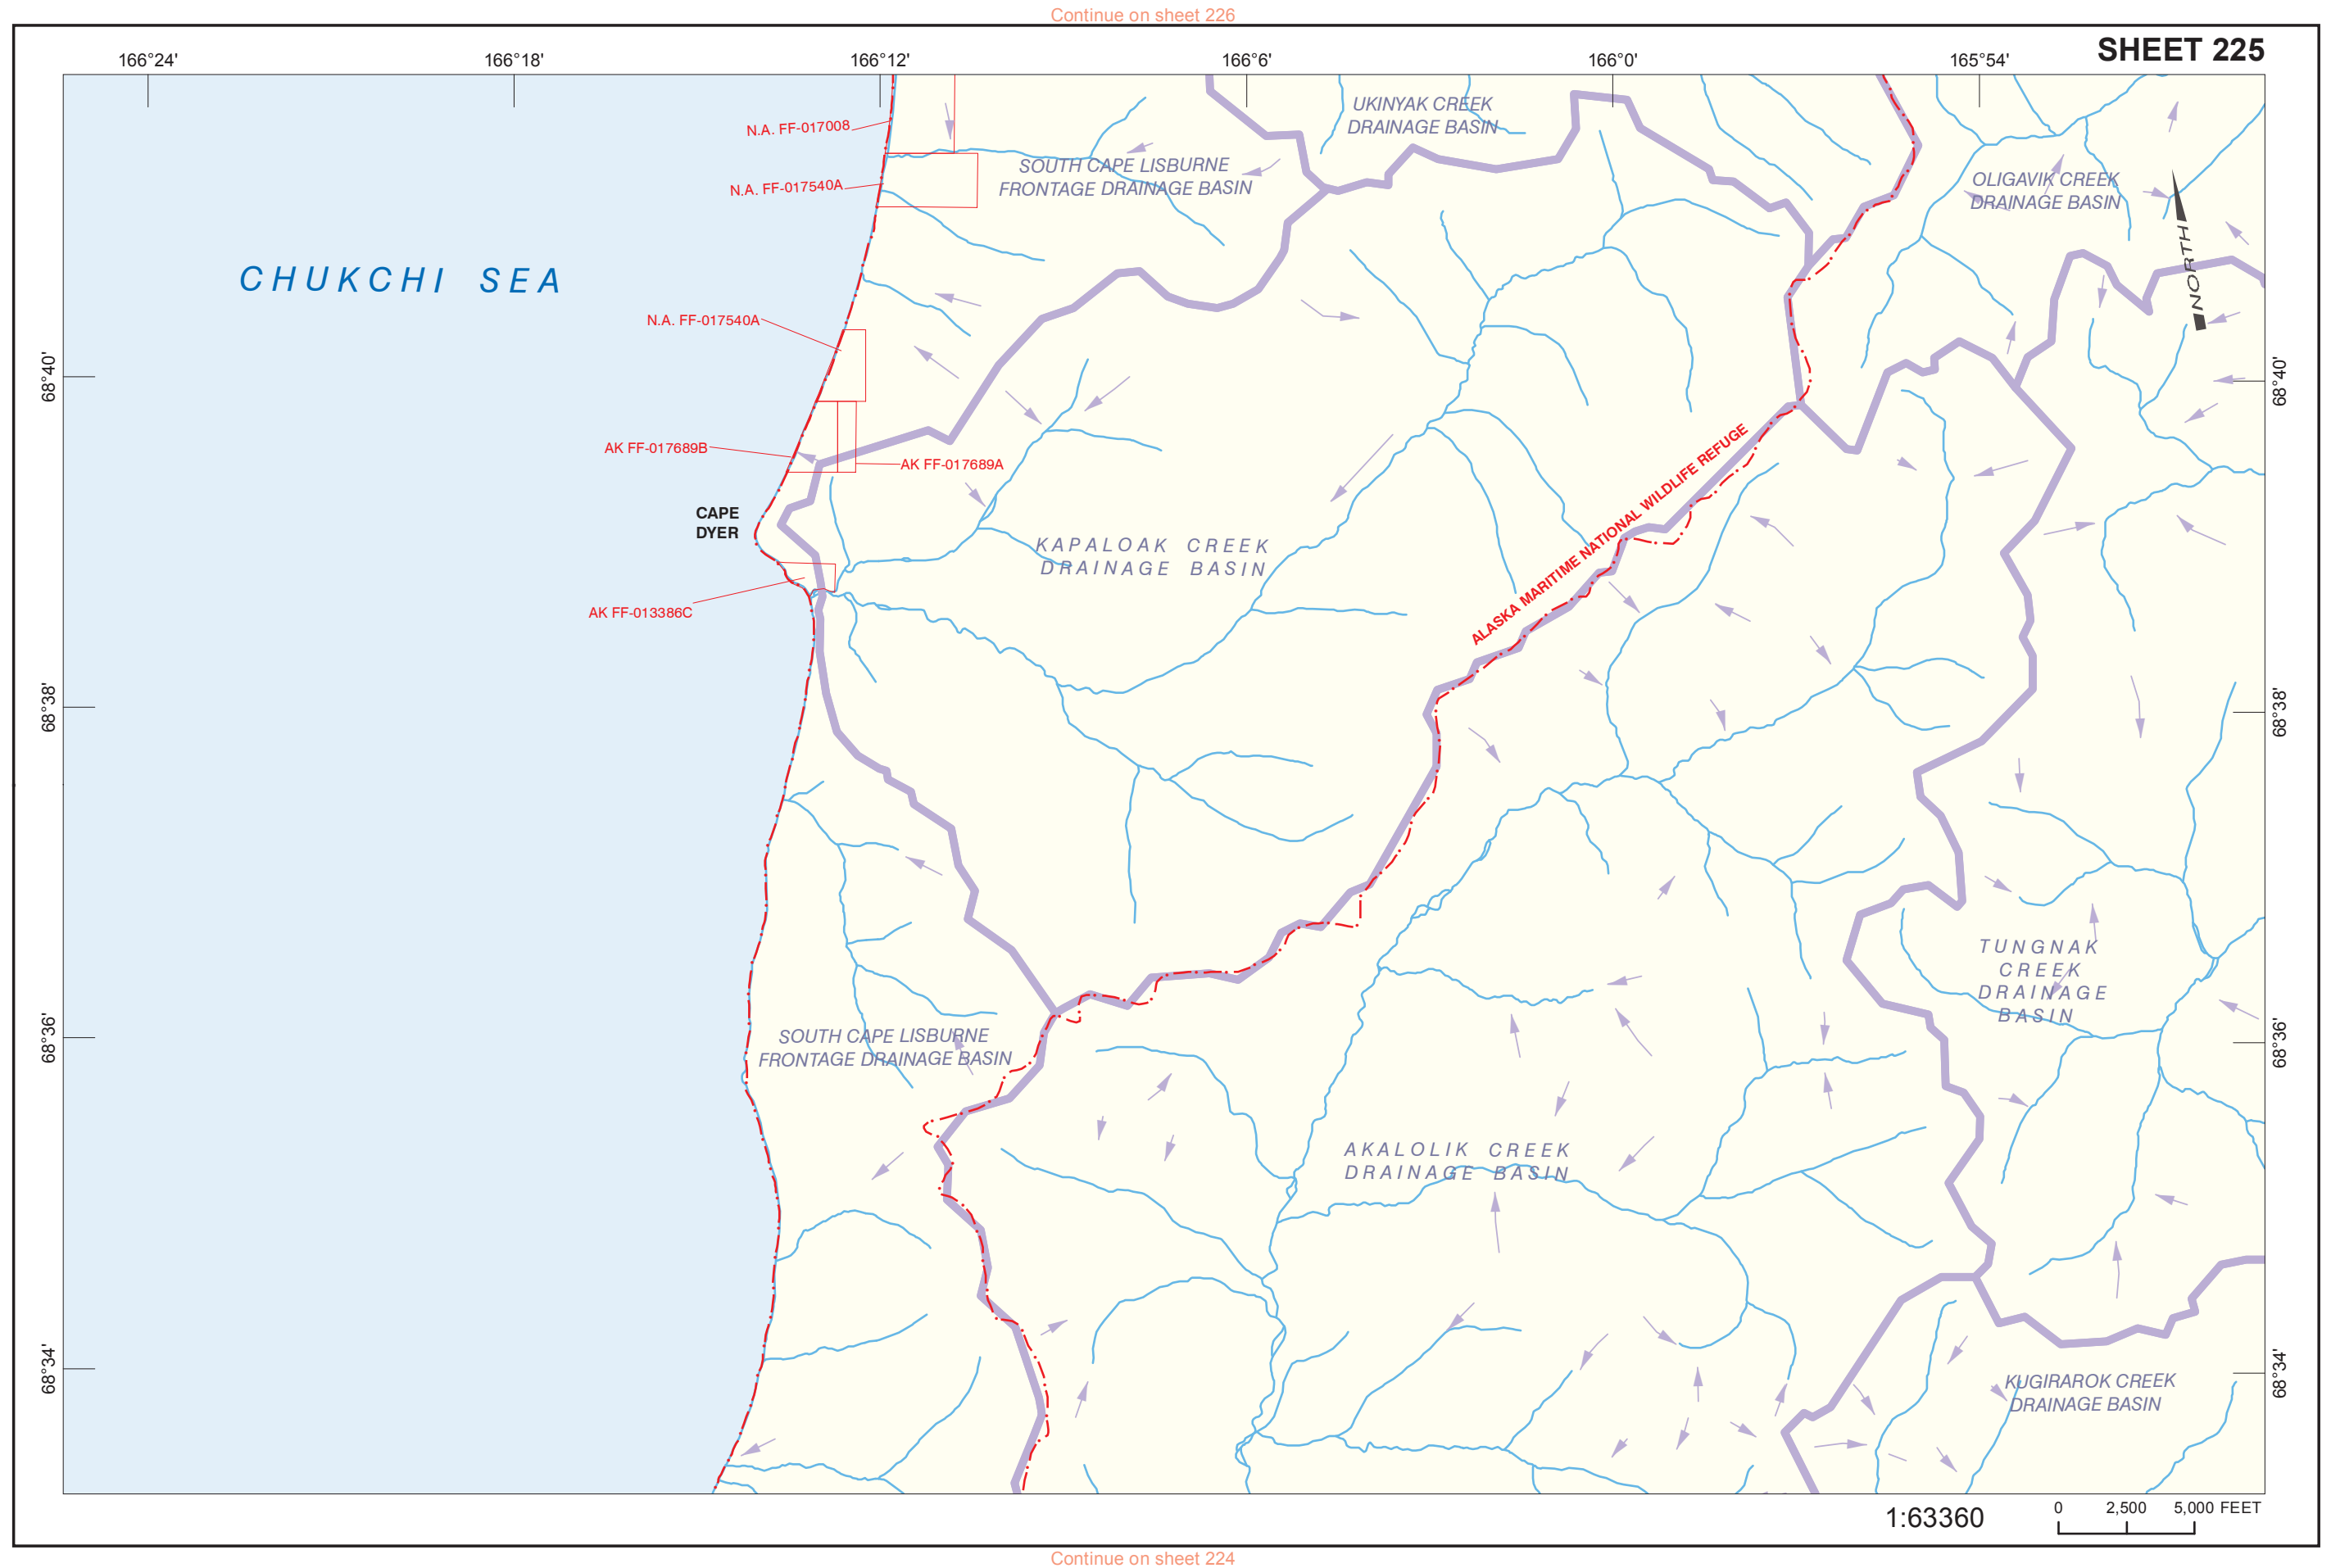 Continue on sheet 226
SHEET 225
166°24'
166°18'
166°12'
166°6'
166°0'
165°54'
UKINYAK CREEK
DRAINAGE BASIN
N.A. FF-017008
SOUTH CAPE LISBURNE
FRONTAGE DRAINAGE BASIN
N.A. FF-017540A
OLIGAVIK CREEK
DRAINAGE BASIN
NORTH
CHUKCHI SEA
N.A. FF-017540A
68°40'
68°40'
AK FF-017689B
AK FF-017689A
ALASKA MARITIME NATIONAL WILDLIFE REFUGE
CAPE
DYER
KAPALOAK CREEK
DRAINAGE BASIN
AK FF-013386C
68°38'
68°38'
TUNGNAK
CREEK
DRAINAGE
BASIN
68°36'
68°36'
SOUTH CAPE LISBURNE
FRONTAGE DRAINAGE BASIN
AKALOLIK CREEK
DRAINAGE BASIN
68°34'
68°34'
KUGIRAROK CREEK
DRAINAGE BASIN
1:63360
0 2,500 5,000 FEET
Continue on sheet 224